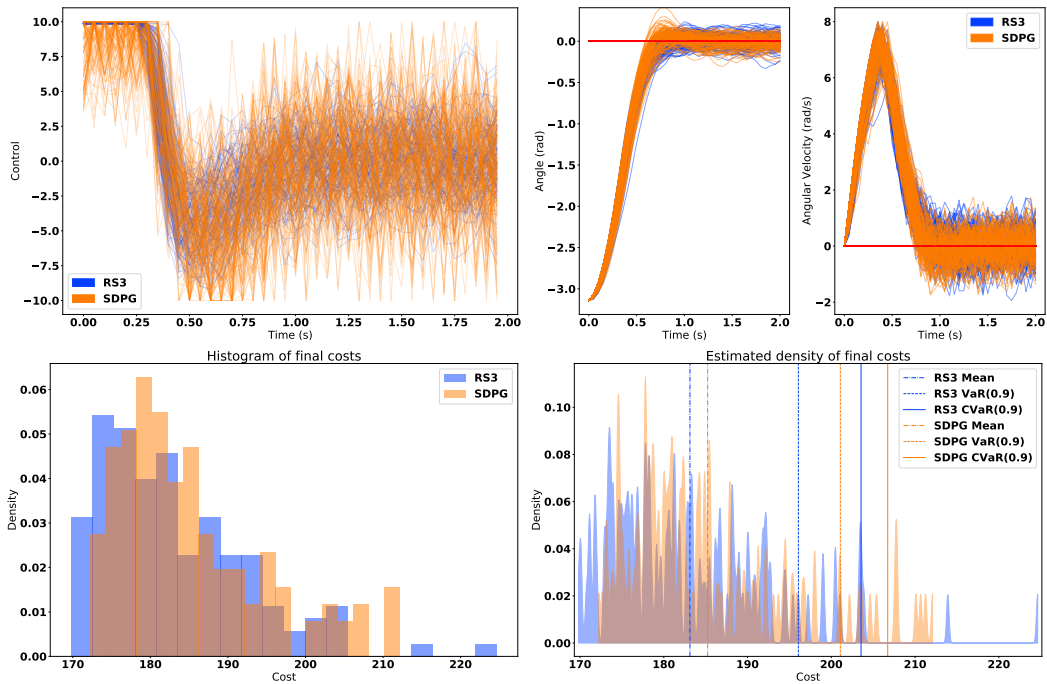 10.0
7.5
5.0
2.5
0.0
−2.5
−5.0
−7.5
−10.0
Control
RS3
SDPG
0.00 0.25 0.50 0.75 1.00 1.25 1.50 1.75 2.00
Time (s)
0.0
−0.5
−1.0
−1.5
−2.0
−2.5
−3.0
Angle (rad)
0.0 0.5 1.0 1.5 2.0
Time (s)
8
6
4
2
0
−2
Angular Velocity (rad/s)
RS3
SDPG
0.0 0.5 1.0 1.5 2.0
Time (s)
Histogram of final costs
0.06
0.05
0.04
0.03
0.02
0.01
0.00
Density
RS3
SDPG
170 180 190 200 210 220
Cost
Estimated density of final costs
0.10
0.08
0.06
0.04
0.02
0.00
Density
RS3 Mean
RS3 VaR(0.9)
RS3 CVaR(0.9)
SDPG Mean
SDPG VaR(0.9)
SDPG CVaR(0.9)
170 180 190 200 210 220
Cost